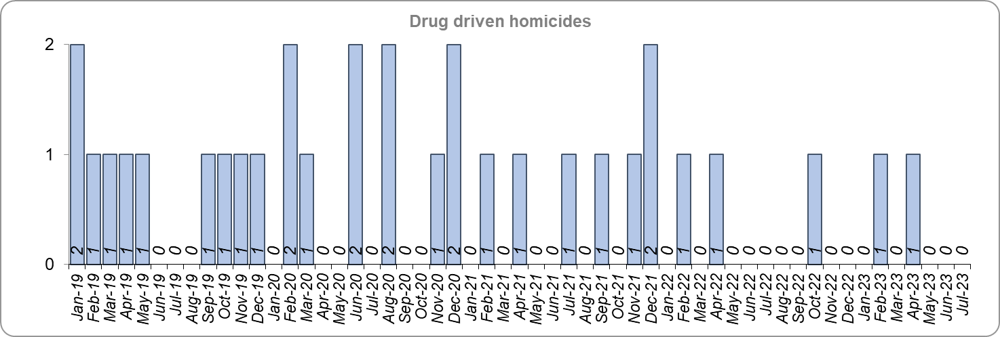 Drug driven homicides
2
1
0
2 1 1 1 1 0 0 0 1 1 1 1 0 2 1 0 0 2 0 2 0 0 1 2 0 1 0 1 0 0 1 0 1 0 1 2 0 1 0 1 0 0 0 0 0 1 0 0 0 1 0 1 0 0 0
Jan-19 Feb-19 Mar-19 Apr-19 May-19 Jun-19 Jul-19 Aug-19 Sep-19 Oct-19 Nov-19 Dec-19 Jan-20 Feb-20 Mar-20 Apr-20 May-20 Jun-20 Jul-20 Aug-20 Sep-20 Oct-20 Nov-20 Dec-20 Jan-21 Feb-21 Mar-21 Apr-21 May-21 Jun-21 Jul-21 Aug-21 Sep-21 Oct-21 Nov-21 Dec-21 Jan-22 Feb-22 Mar-22 Apr-22 May-22 Jun-22 Jul-22 Aug-22 Sep-22 Oct-22 Nov-22 Dec-22 Jan-23 Feb-23 Mar-23 Apr-23 May-23 Jun-23 Jul-23